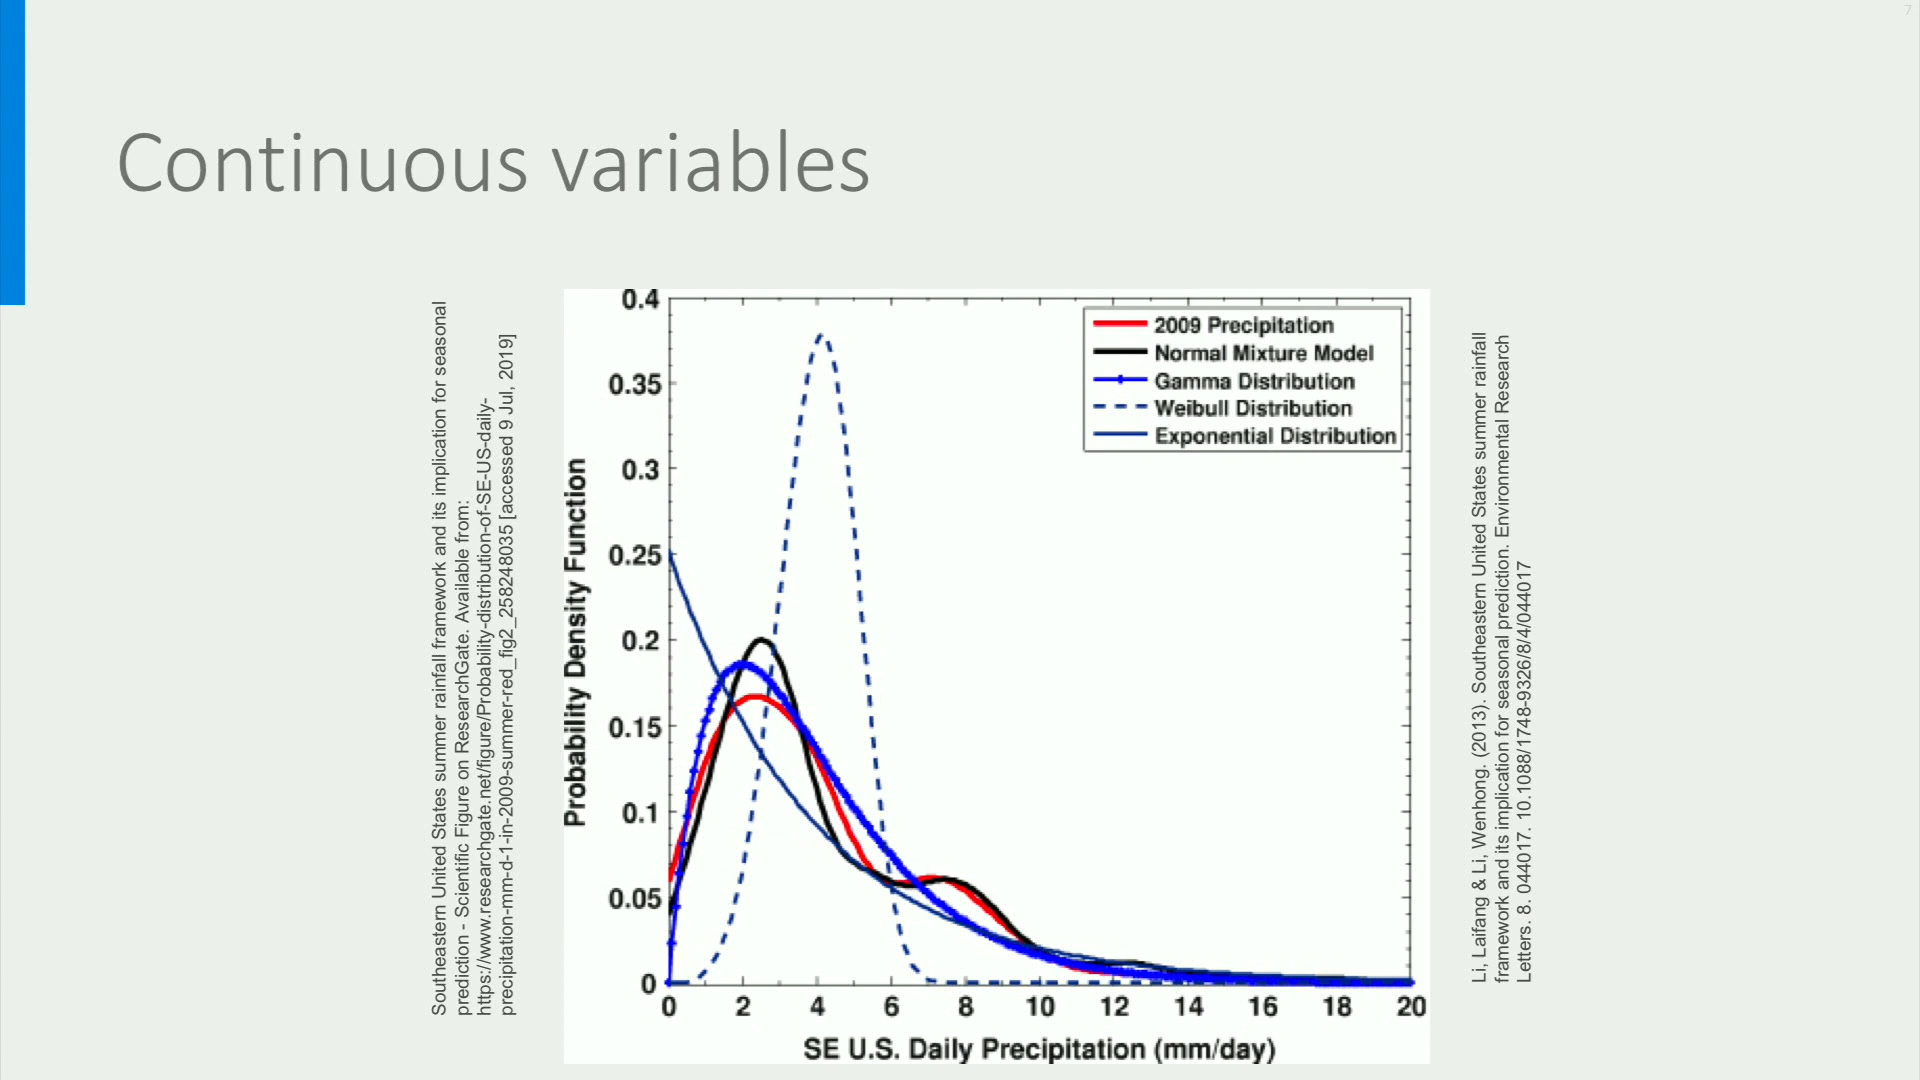 7
Continuous variables
Southeastern United States summer rainfall framework and its implication for seasonal
prediction - Scientific Figure on ResearchGate. Available from:
https://www.researchgate.net/figure/Probability-distribution-of-SE-US-daily-
precipitation-mm-d-1-in-2009-summer-red_fig2_258248035 [accessed 9 Jul, 2019]
Probability Density Function
0.4
0.35
0.3
0.25
0.2
0.15
0.1
0.05
0
2009 Precipitation
Normal Mixture Model
Gamma Distribution
Weibull Distribution
Exponential Distribution
0 2 4 6 8 10 12 14 16 18 20
SE U.S. Daily Precipitation (mm/day)
Li, Laifang & Li, Wenhong. (2013). Southeastern United States summer rainfall
framework and its implication for seasonal prediction. Environmental Research
Letters. 8. 044017. 10.1088/1748-9326/8/4/044017